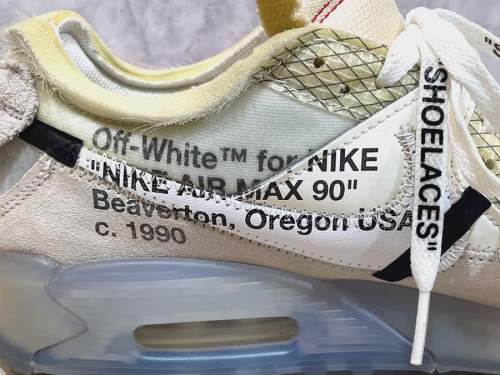 Off-White™ for NIKE
"NIKE AIR MAX 90"
Beaverton, Oregon USA
c. 1990
"SHOELACES"